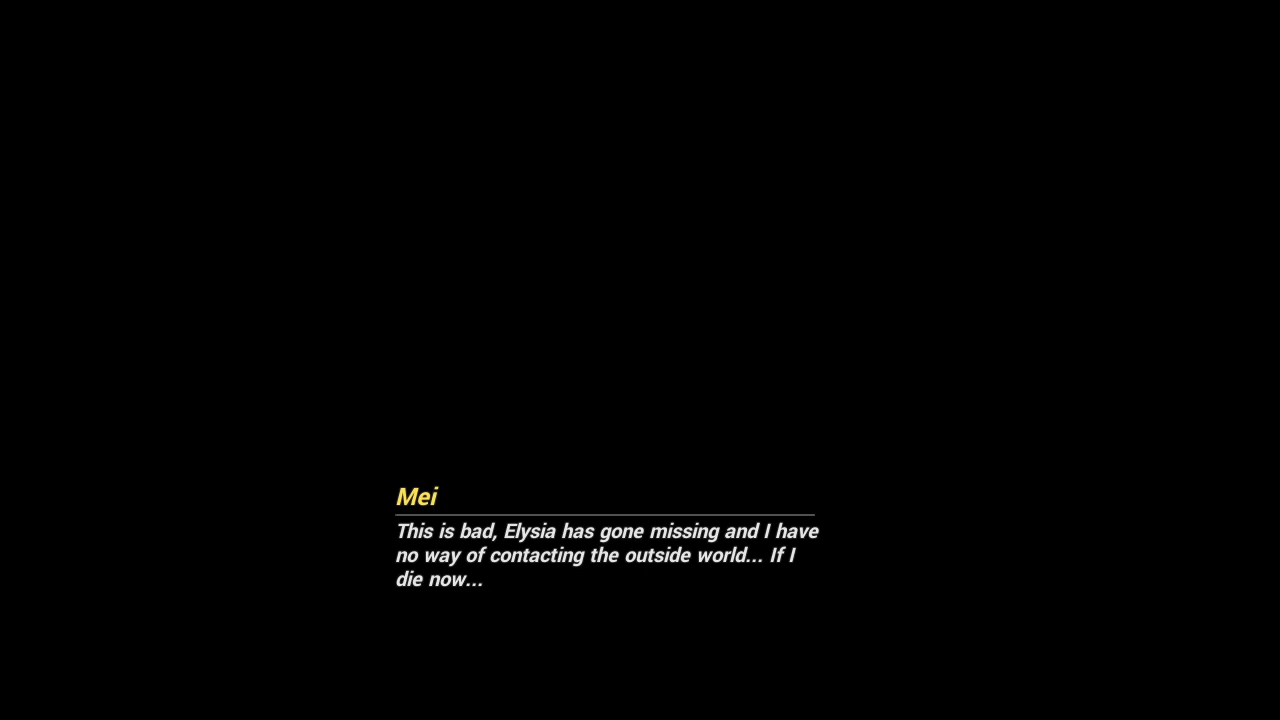 Mei
This is bad, Elysia has gone missing and I have
no way of contacting the outside world... If I
die now...